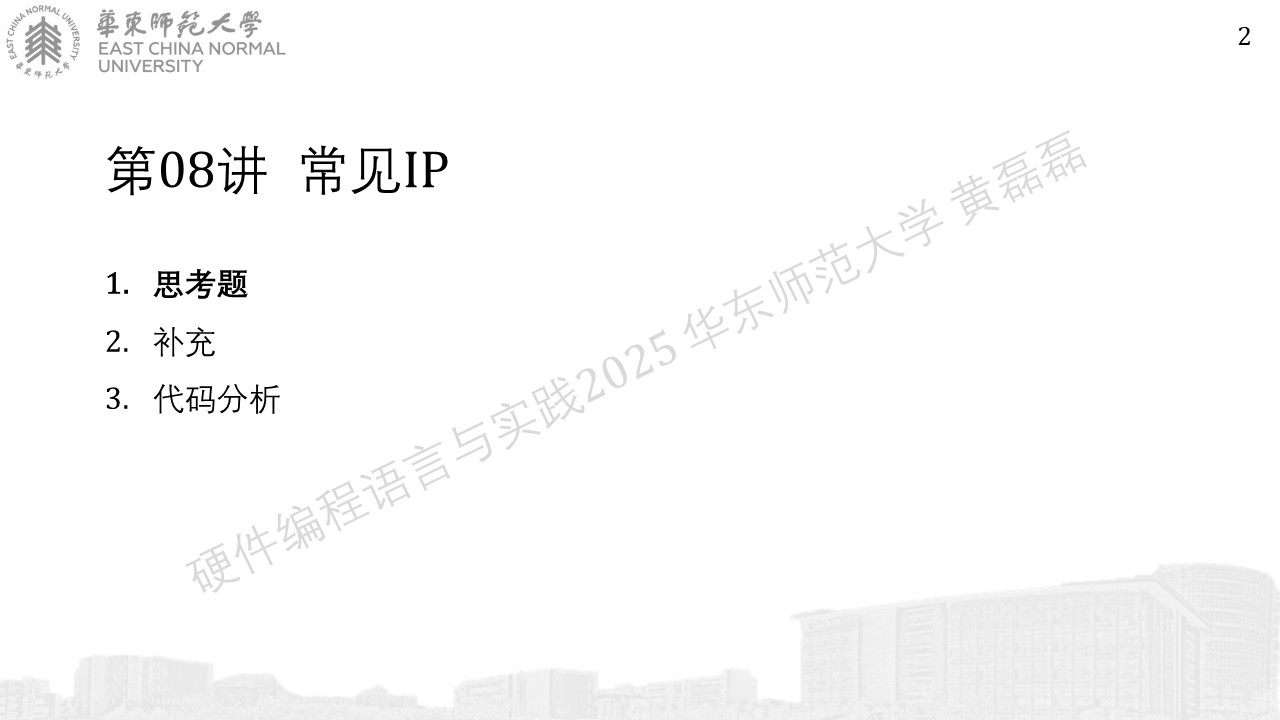 EAST CHINA NORMAL UNIVERSITY
華東師范大學
華東師范大學
EAST CHINA NORMAL
UNIVERSITY
2
第08讲 常见IP
1. 思考题
2. 补充
3. 代码分析
硬件编程语言与实践2025 华东师范大学 黄磊磊